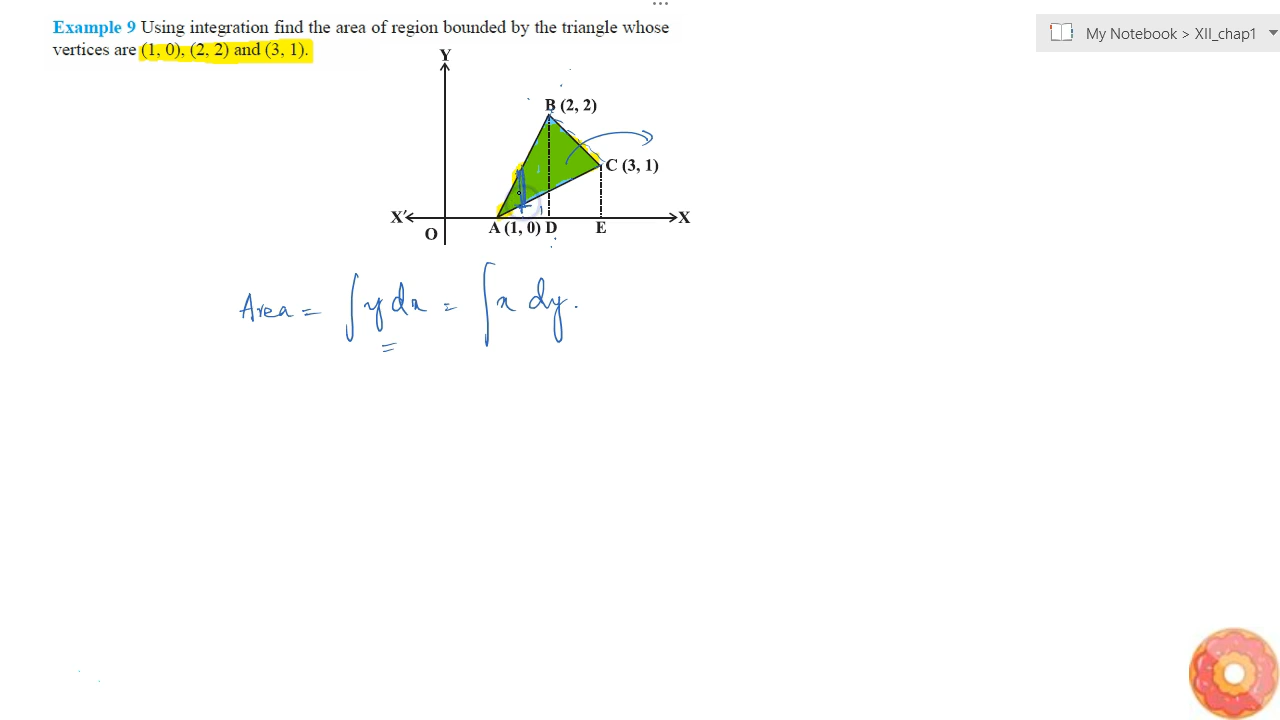 Example 9 Using integration find the area of region bounded by the triangle whose
vertices are (1, 0), (2, 2) and (3, 1).
My Notebook > XII_chap1
Y
B (2, 2)
C (3, 1)
X′ X
O A (1, 0) D E
Area = ∫ y dx = ∫ x dy.